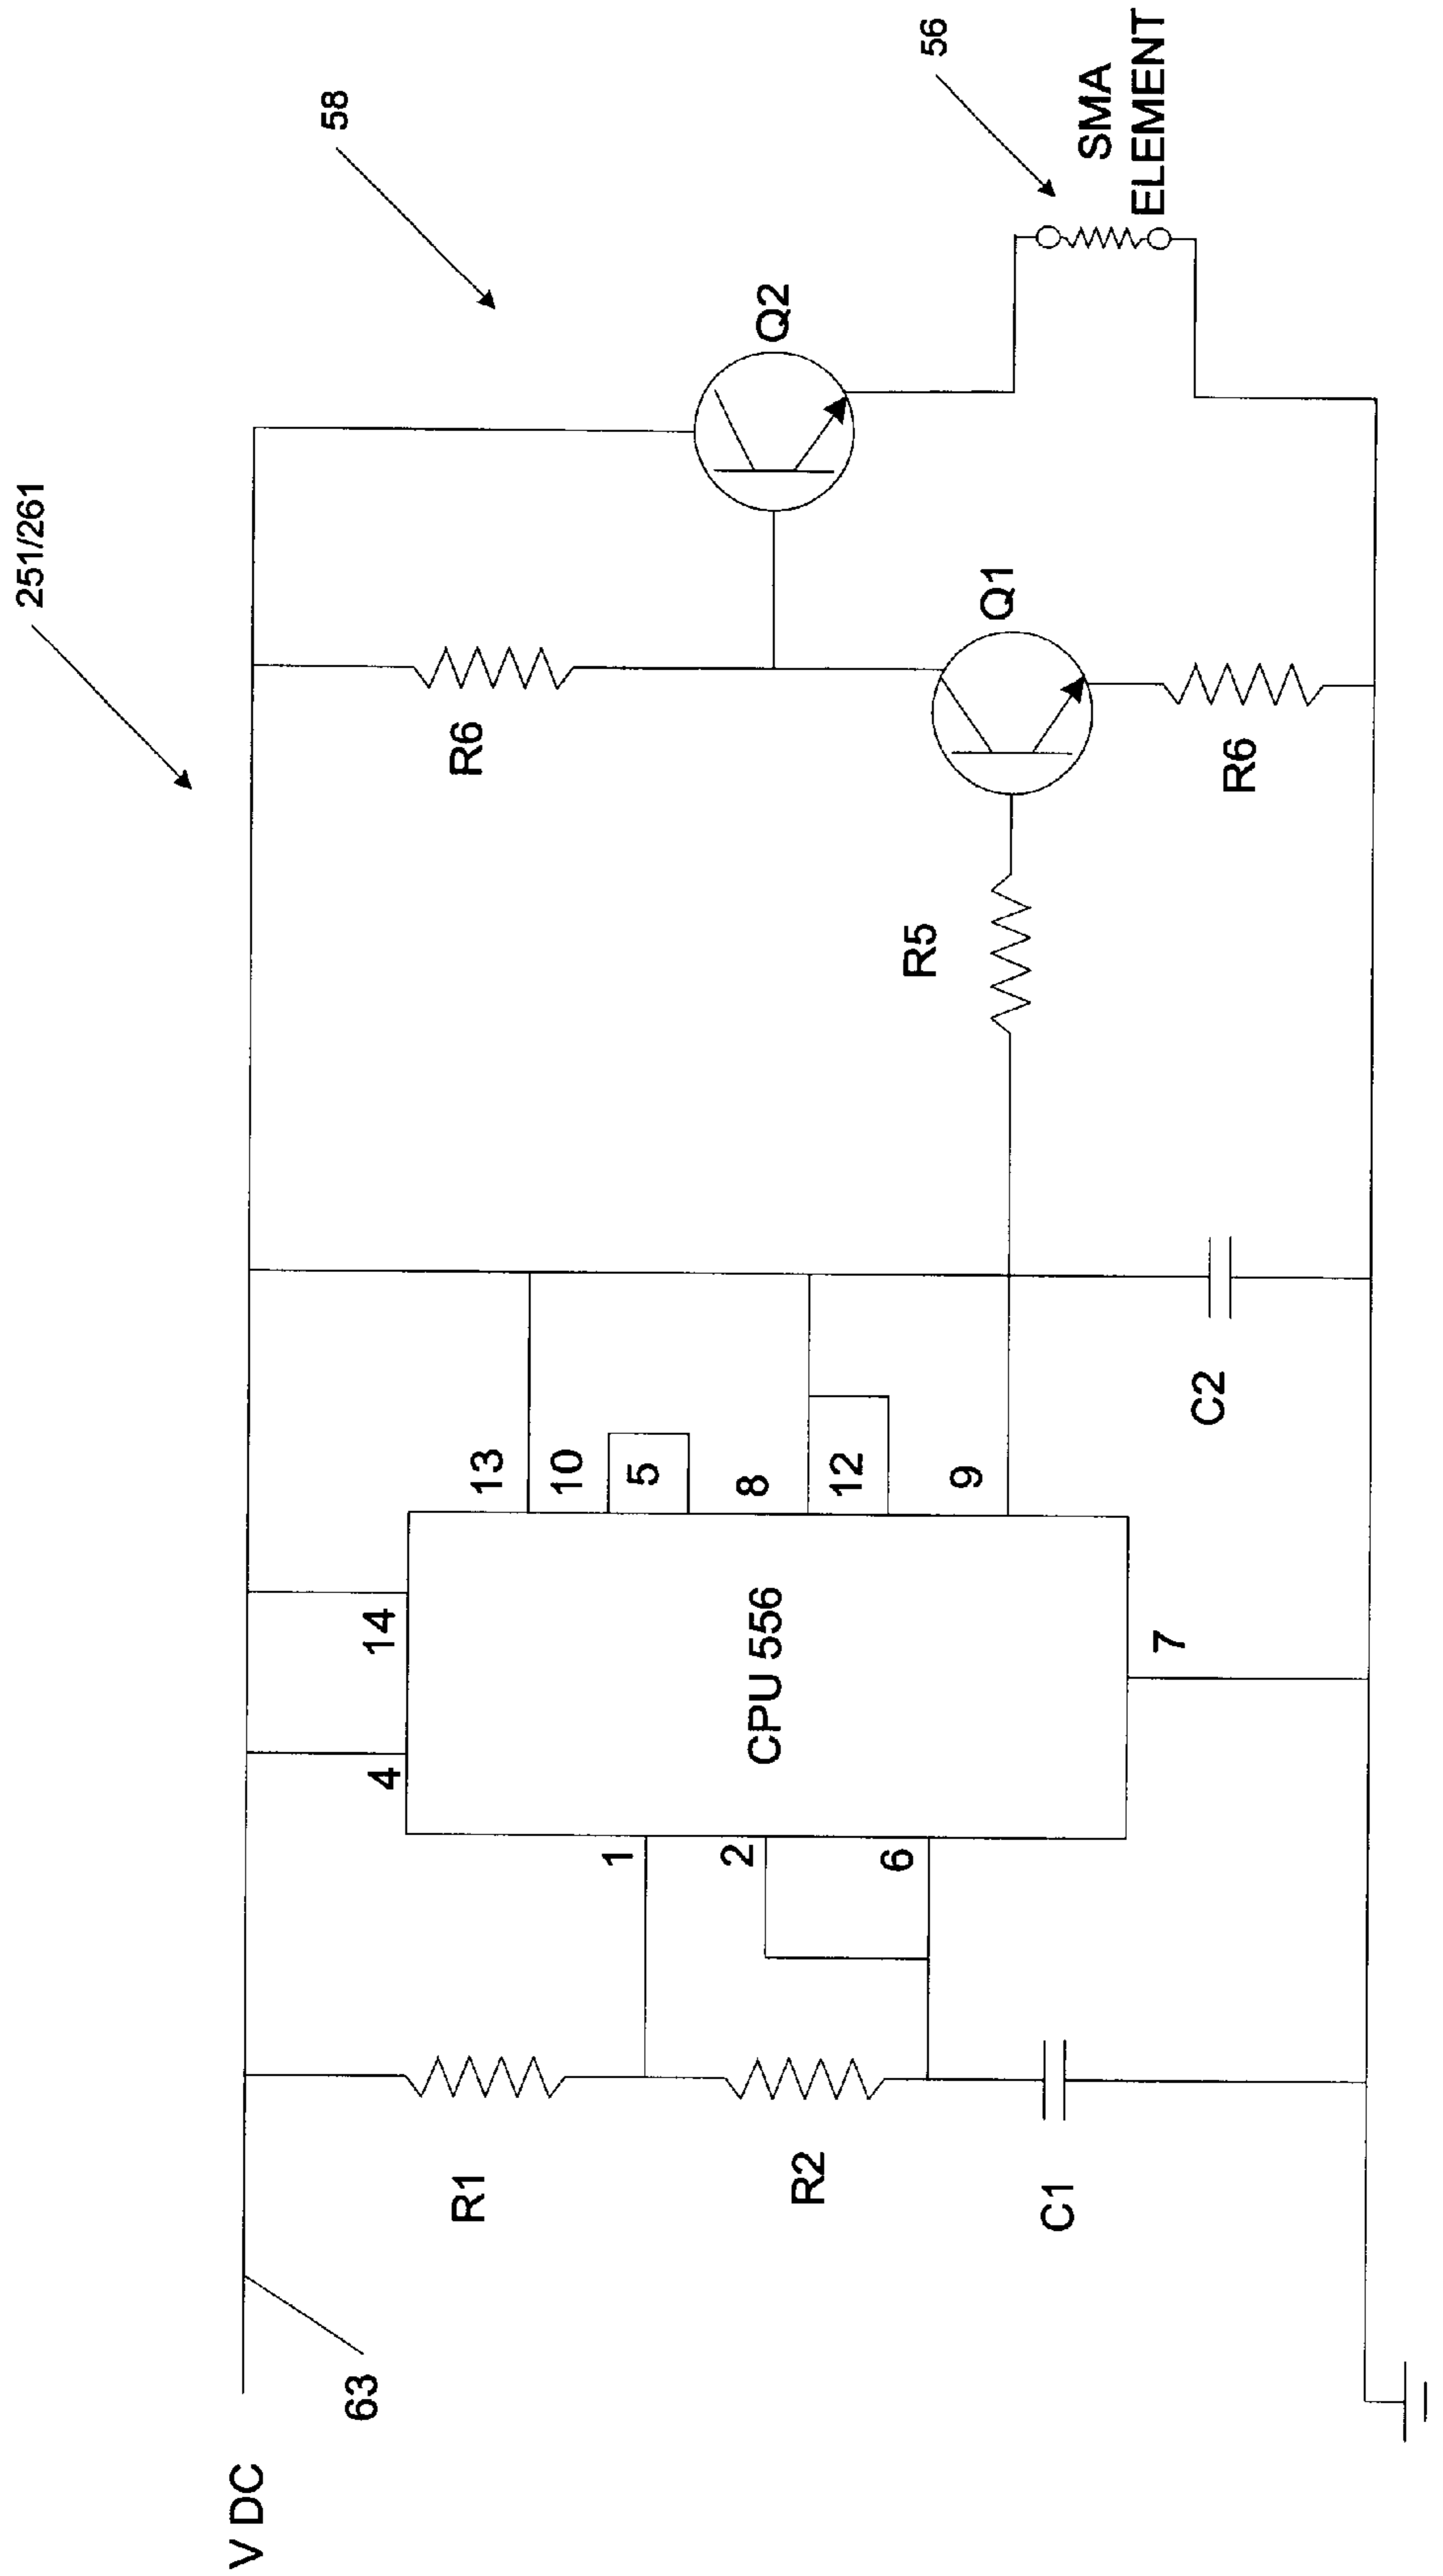 251/261
58
56
V DC
63
R1
R2
C1
4
14
1
2
6
CPU 556
7
13
10
5
8
12
9
C2
R5
R6
Q1
R6
Q2
SMA
ELEMENT